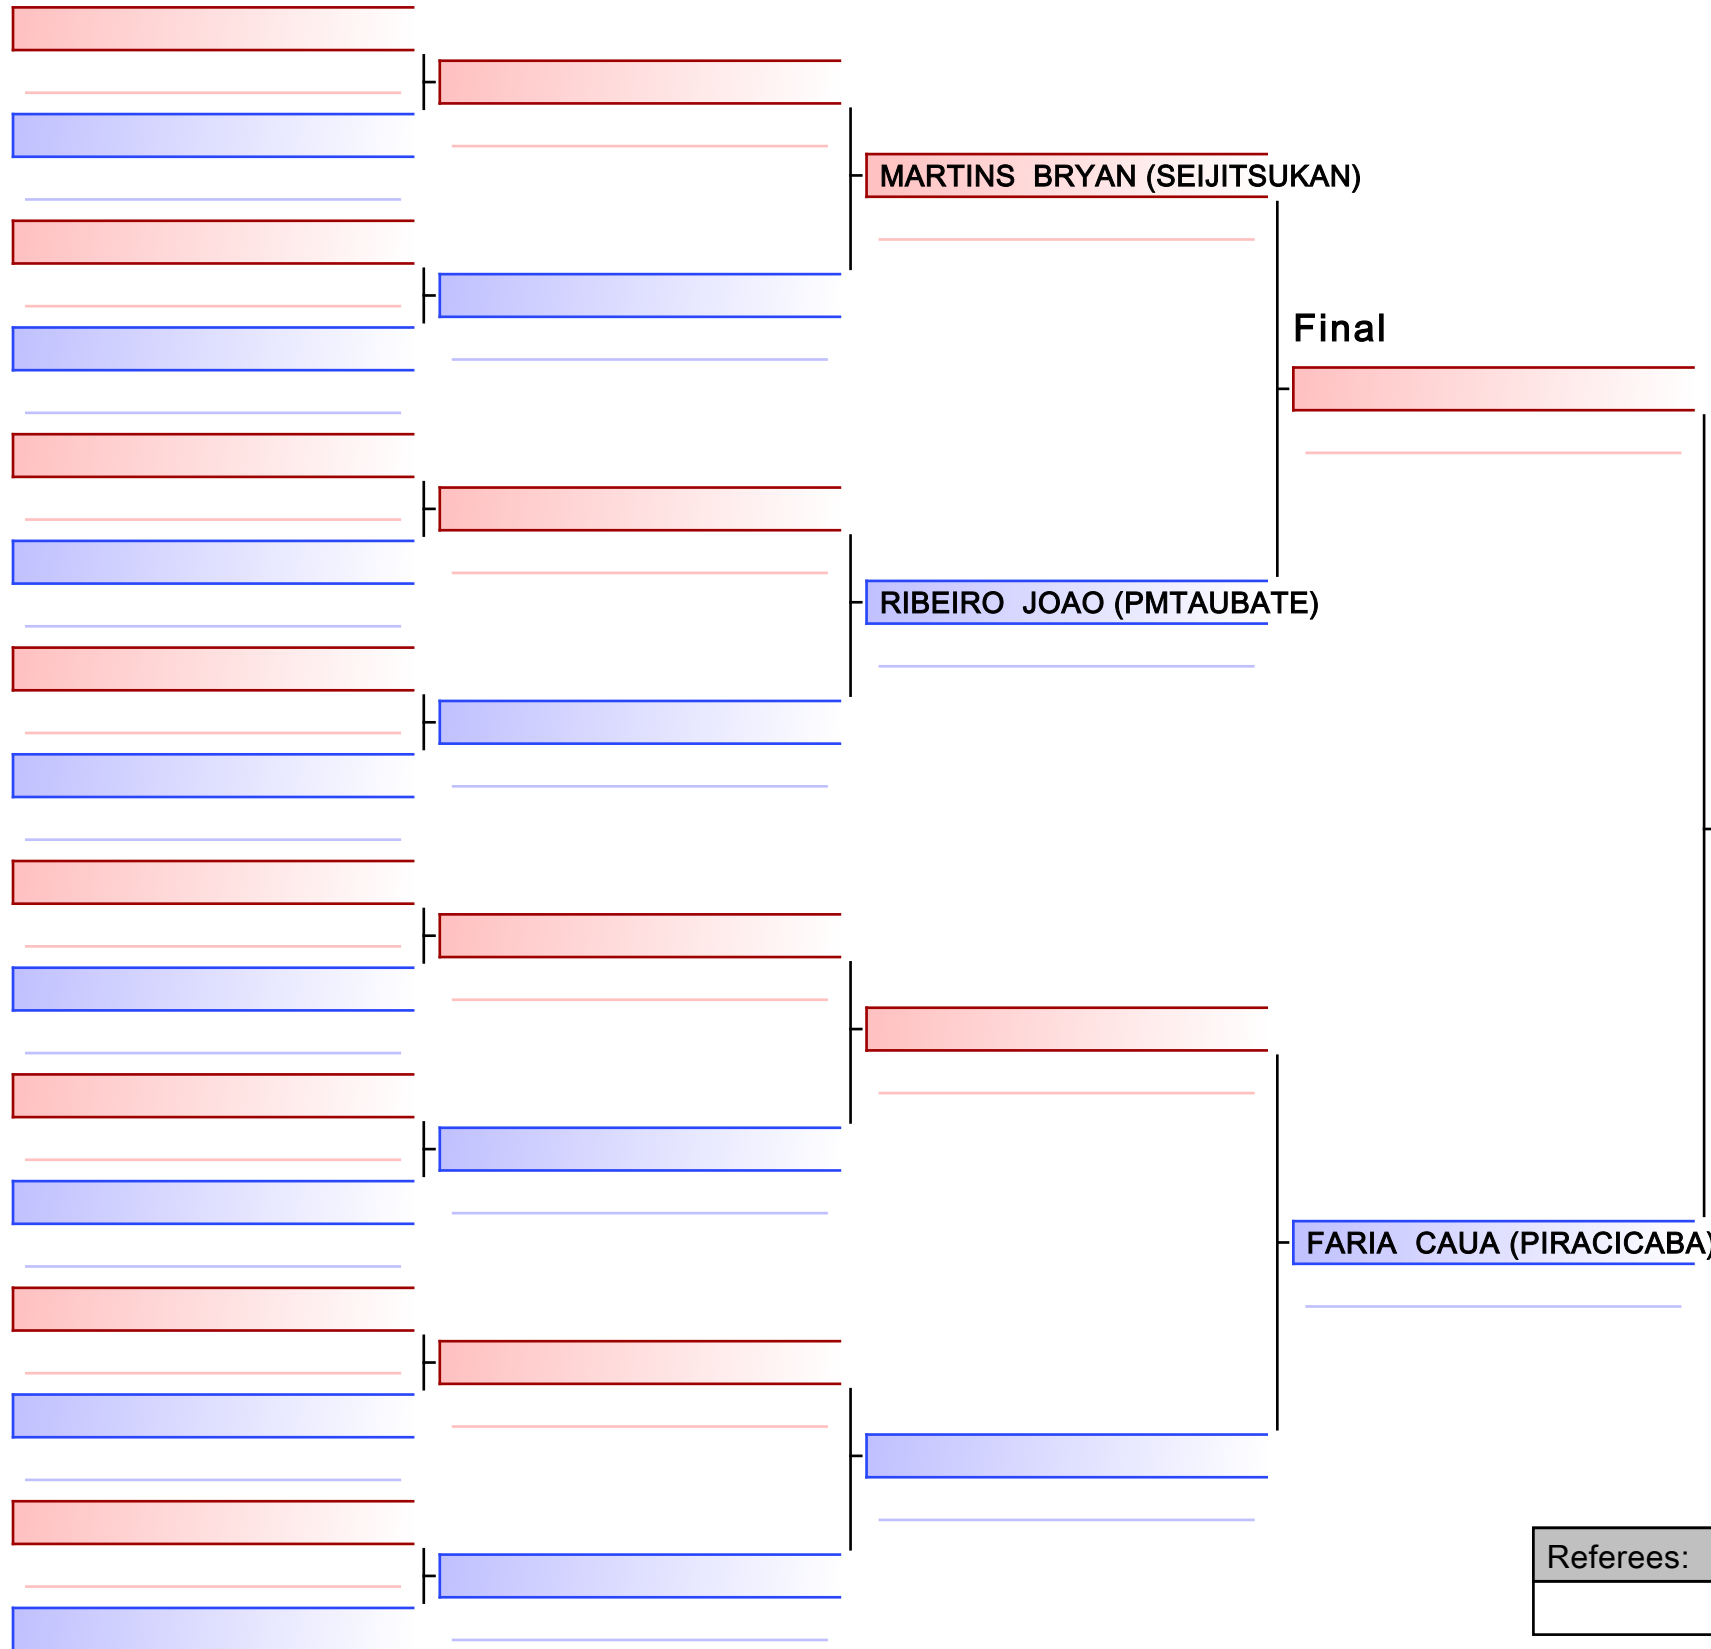 MARTINS  BRYAN (SEIJITSUKAN)
Final
RIBEIRO  JOAO (PMTAUBATE)
FARIA  CAUA (PIRACICABA)
Referees: